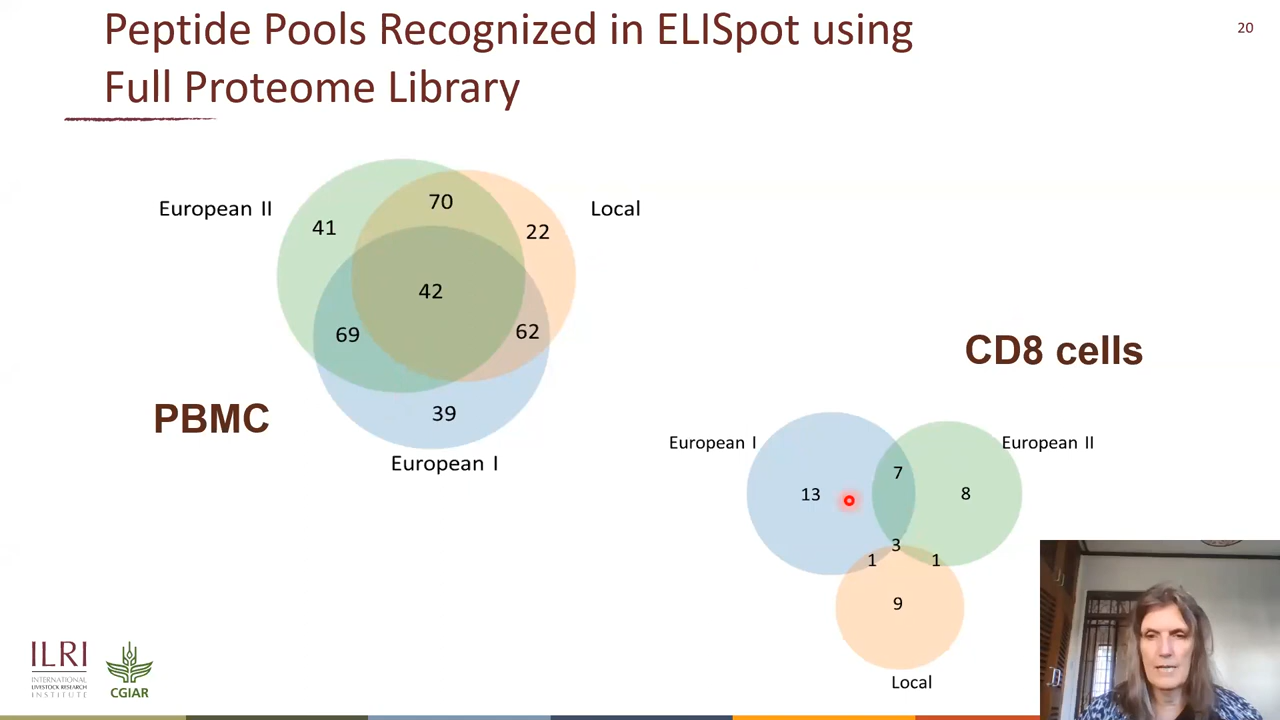 Peptide Pools Recognized in ELISpot using
Full Proteome Library
20
European II
Local
41
70
22
42
69
62
39
European I
PBMC
CD8 cells
European I
European II
13
7
8
3
1
1
9
Local
ILRI
INTERNATIONAL
LIVESTOCK RESEARCH
INSTITUTE
CGIAR